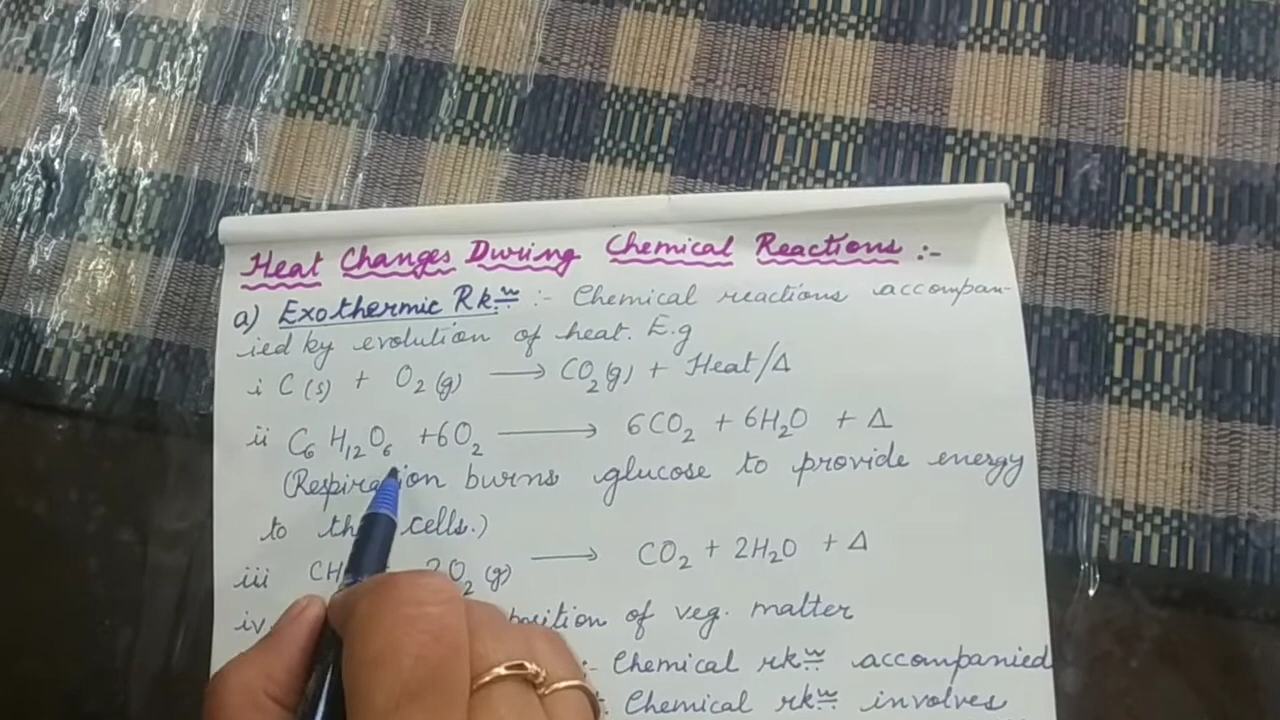 Heat Changes During Chemical Reactions :-
a) Exothermic Rkⁿ :- Chemical reactions accompan-
ied by evolution of heat. E.g
i C(s) + O₂(g) ⟶ CO₂(g) + Heat/Δ
ii C₆H₁₂O₆ + 6O₂ ⟶ 6CO₂ + 6H₂O + Δ
(Respiration burns glucose to provide energy
to the cells.)
iii 2O₂(g) ⟶ CO₂ + 2H₂O + Δ
iv. of veg. matter
:- Chemical rkⁿ accompanied
Chemical rkⁿ involves